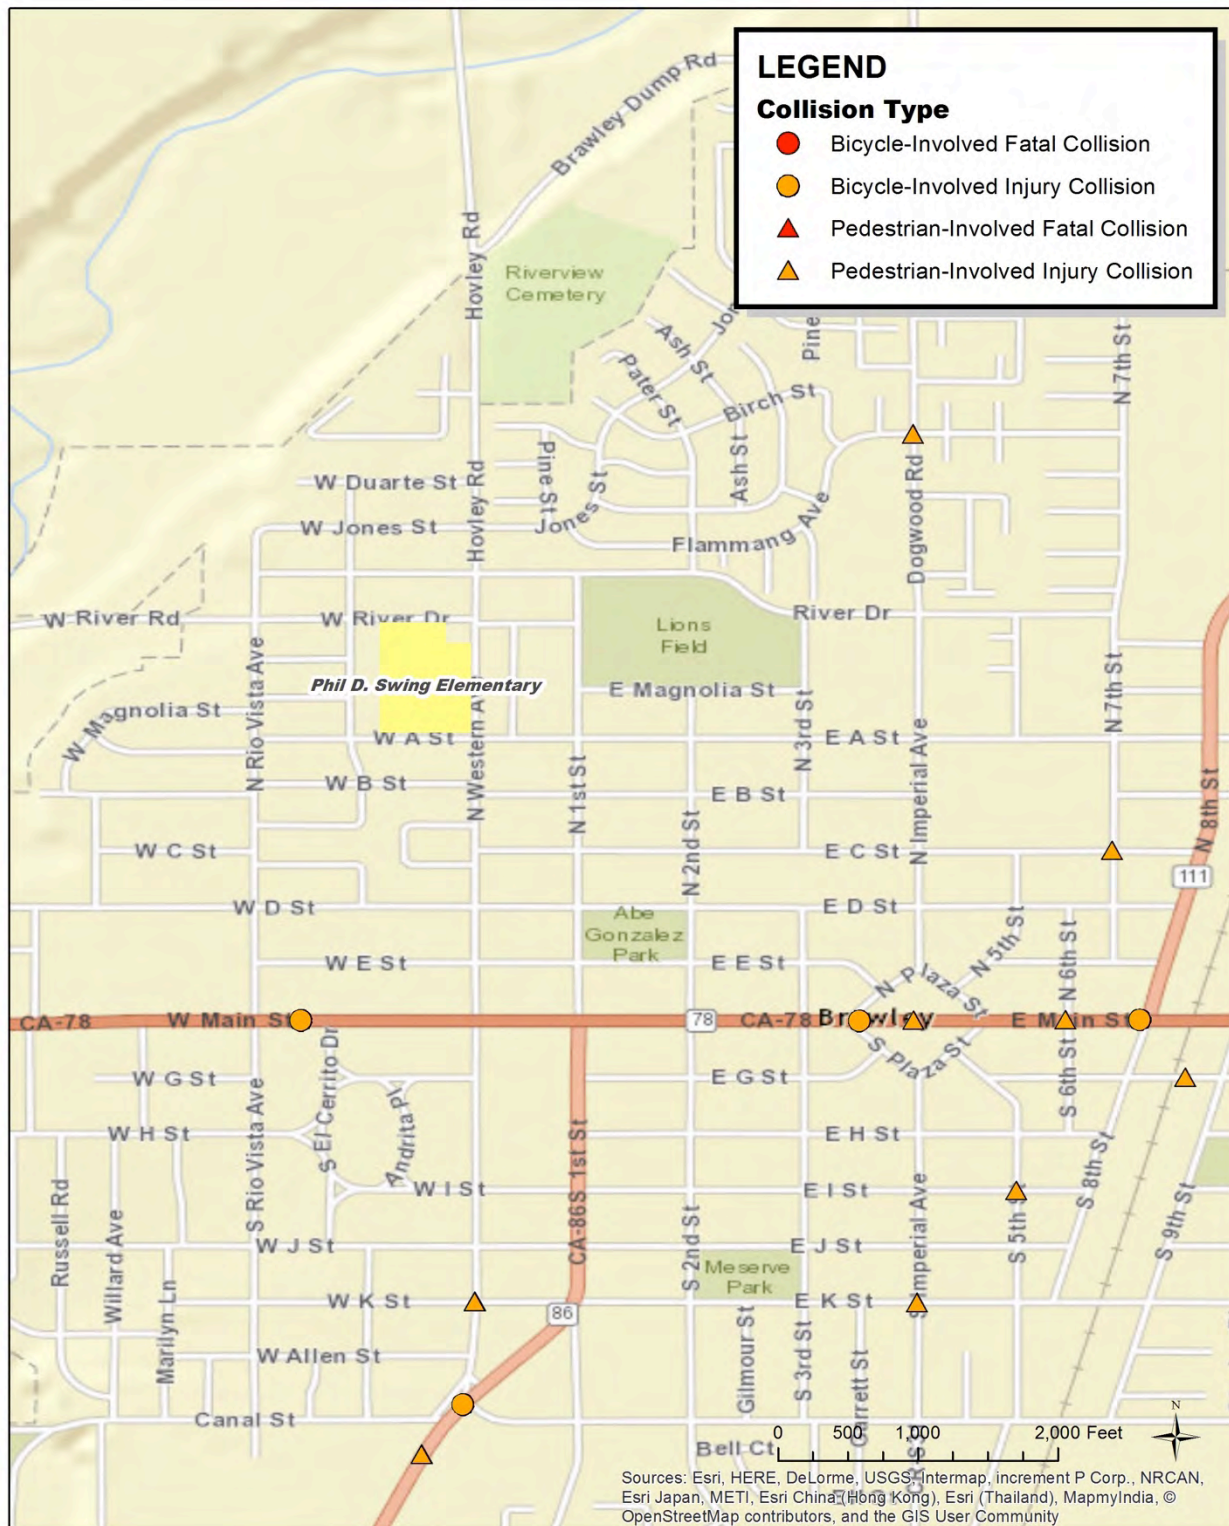 LEGEND
Collision Type
Bicycle-Involved Fatal Collision
Bicycle-Involved Injury Collision
Pedestrian-Involved Fatal Collision
Pedestrian-Involved Injury Collision
Brawley Dump Rd
Hovley Rd
Riverview
Cemetery
Jon
Pine
N 7th St
Ash St
Pater St
Birch St
Ash St
Pine St
Jones St
Hovley Rd
W Duarte St
W Jones St
Flammang Ave
Dogwood Rd
W River Rd
W River Dr
River Dr
Lions
Field
N Rio Vista Ave
Phil D. Swing Elementary
E Magnolia St
W Magnolia St
N 7th St
N 3rd St
N Western Av
N Imperial Ave
W A St
E A St
W B St
E B St
N 1st St
N 2nd St
N 8th St
W C St
E C St
111
W D St
E D St
Abe
Gonzalez
Park
N 5th St
N 6th St
W E St
E E St
N Plaza St
CA-78
W Main St
78
CA-78
Brawley
E Main St
S Plaza St
S El Cerrito Dr
W G St
E G St
S 6th St
Andrita Pl
S Rio Vista Ave
W H St
E H St
CA-86S 1st St
S 8th St
W I St
E I St
Russell Rd
Willard Ave
S 2nd St
S Imperial Ave
S 5th St
S 9th St
W J St
E J St
Meserve
Park
Marilyn Ln
W K St
E K St
86
Gilmour St
S 3rd St
Garrett St
W Allen St
Canal St
Bell Ct
N
0 500 1,000 2,000 Feet
Sources: Esri, HERE, DeLorme, USGS, Intermap, increment P Corp., NRCAN,
Esri Japan, METI, Esri China (Hong Kong), Esri (Thailand), MapmyIndia, ©
OpenStreetMap contributors, and the GIS User Community